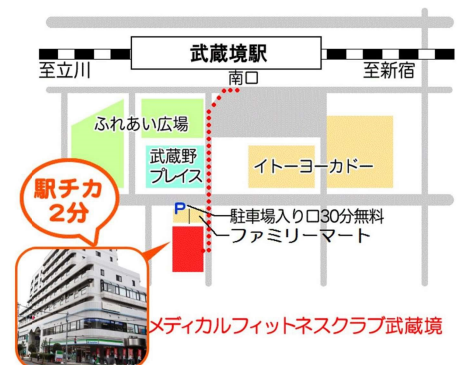 武蔵境駅
至立川
南口
至新宿
ふれあい広場
武蔵野
プレイス
イトーヨーカドー
駅チカ
2分
P
駐車場入り口30分無料
ファミリーマート
メディカルフィットネスクラブ武蔵境